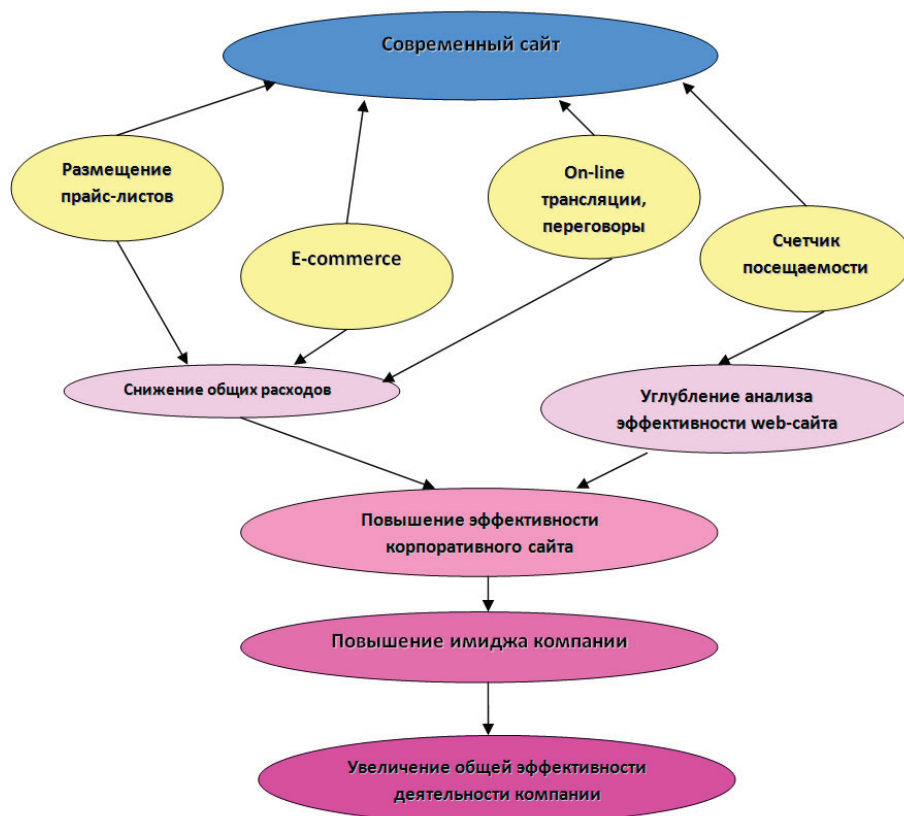 Современный сайт
Размещение
прайс-листов
E-commerce
On-line
трансляции,
переговоры
Счетчик
посещаемости
Снижение общих расходов
Углубление анализа
эффективности web-сайта
Повышение эффективности
корпоративного сайта
Повышение имиджа компании
Увеличение общей эффективности
деятельности компании